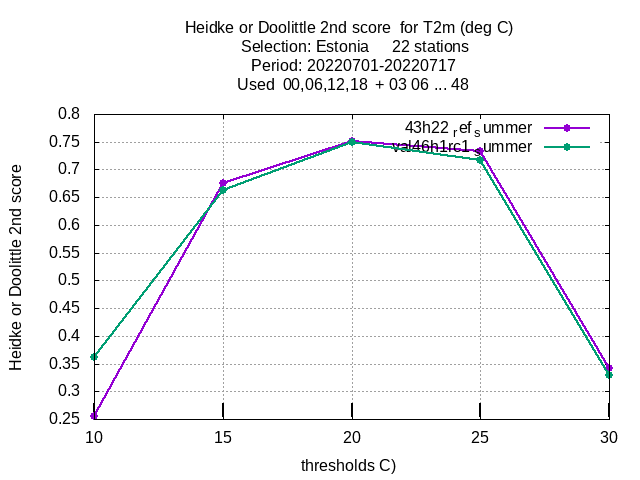 Heidke or Doolittle 2nd score  for T2m (deg C)
Selection: Estonia     22 stations
Period: 20220701-20220717
Used  00,06,12,18  + 03 06 ... 48
43h22_ref_summer
val46h1rc1_summer
Heidke or Doolittle 2nd score
0.8
0.75
0.7
0.65
0.6
0.55
0.5
0.45
0.4
0.35
0.3
0.25
10 15 20 25 30
thresholds C)